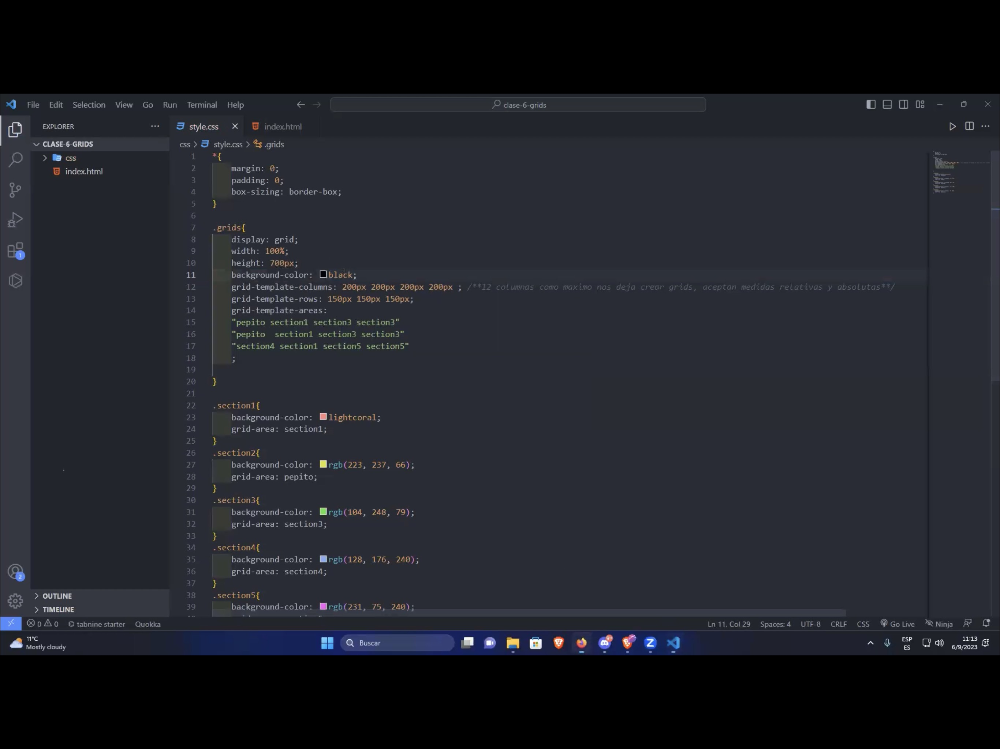 File Edit Selection View Go Run Terminal Help
clase-6-grids
EXPLORER
CLASE-6-GRIDS
css
index.html
1
2
OUTLINE
TIMELINE
style.css
index.html
css > style.css > .grids
1 *{
2 margin: 0;
3 padding: 0;
4 box-sizing: border-box;
5 }
6
7 .grids{
8 display: grid;
9 width: 100%;
10 height: 700px;
11 background-color: black;
12 grid-template-columns: 200px 200px 200px 200px ; /**12 columnas como maximo nos deja crear grids, aceptan medidas relativas y absolutas**/
13 grid-template-rows: 150px 150px 150px;
14 grid-template-areas:
15 "pepito section1 section3 section3"
16 "pepito  section1 section3 section3"
17 "section4 section1 section5 section5"
18 ;
19
20 }
21
22 .section1{
23 background-color: lightcoral;
24 grid-area: section1;
25 }
26 .section2{
27 background-color: rgb(223, 237, 66);
28 grid-area: pepito;
29 }
30 .section3{
31 background-color: rgb(104, 248, 79);
32 grid-area: section3;
33 }
34 .section4{
35 background-color: rgb(128, 176, 240);
36 grid-area: section4;
37 }
38 .section5{
39 background-color: rgb(231, 75, 240);
0 0 tabnine starter Quokka
Ln 11, Col 29 Spaces: 4 UTF-8 CRLF CSS Go Live Ninja
11°C
Mostly cloudy
Buscar
9+
ESP
ES
11:13
6/9/2023